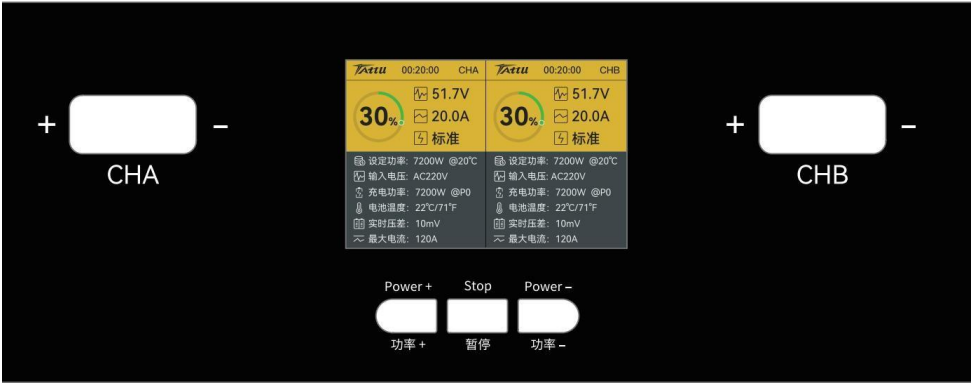 TATTU 00:20:00 CHA
30%
51.7V
20.0A
标准
设定功率: 7200W @20℃
输入电压: AC220V
充电功率: 7200W @P0
电池温度: 22℃/71℉
实时压差: 10mV
最大电流: 120A
TATTU 00:20:00 CHB
30%
51.7V
20.0A
标准
设定功率: 7200W @20℃
输入电压: AC220V
充电功率: 7200W @P0
电池温度: 22℃/71℉
实时压差: 10mV
最大电流: 120A
+ –
CHA
+ –
CHB
Power + Stop Power –
功率 + 暂停 功率 –